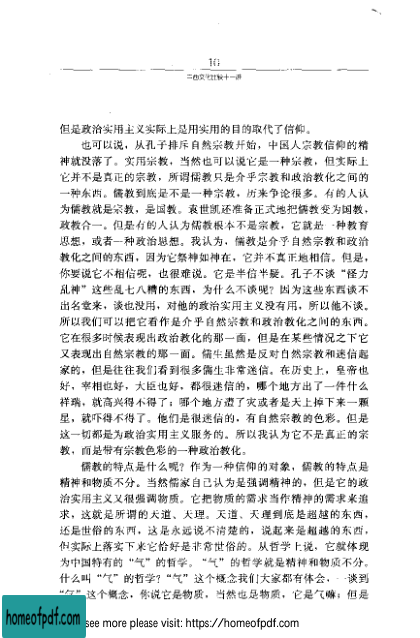 16
中西文化比较十一讲
但是政治实用主义实际上是用实用的目的取代了信仰。
也可以说，从孔子排斥自然宗教开始，中国人宗教信仰的精
神就没落了。实用宗教，当然也可以说它是一种宗教，但实际上
它并不是真正的宗教，所谓儒教只是介乎宗教和政治教化之间的
一种东西。儒教到底是不是一种宗教，历来争论很多。有的人认
为儒教就是宗教，是国教。袁世凯还准备正式地把儒教变为国教，
政教合一。但是有的人认为儒教根本不是宗教，它就是一种教育
思想，或者一种政治思想。我认为，儒教是介乎自然宗教和政治
教化之间的东西，因为它祭神如神在，它并不真正地相信。但是，
你要说它不相信呢，也很难说。它是半信半疑。孔子不谈“怪力
乱神”这些乱七八糟的东西，为什么不谈呢？因为这些东西谈不
出名堂来，谈也没用，对他的政治实用主义没有用，所以他不谈。
所以我们可以把它看作是介乎自然宗教和政治教化之间的东西。
它在很多时候表现出政治教化的那一面，但是在某些情况之下它
又表现出自然宗教的那一面。儒生虽然是反对自然宗教和迷信起
家的，但是往往我们看到很多儒生非常迷信。在历史上，皇帝也
好，宰相也好，大臣也好，都很迷信的，哪个地方出了一件什么
祥瑞，就高兴得不得了；哪个地方遭了灾或者是天上掉下来一颗
星，就吓得不得了。他们是很迷信的，有自然宗教的色彩。但是
这一切都是为政治实用主义服务的。所以我认为它不是真正的宗
教，而是带有宗教色彩的一种政治教化。
儒教的特点是什么呢？作为一种信仰的对象，儒教的特点是
精神和物质不分。当然儒家自己认为是强调精神的，但是它的政
治实用主义又很强调物质。它把物质的需求当作精神的需求来追
求，这就是所谓的天道、天理。天道、天理到底是超越的东西，
还是世俗的东西，这是永远说不清楚的，说起来是超越的东西，
但实际上落实下来它恰好是非常世俗的。从哲学上说，它就体现
为中国特有的“气”的哲学。“气”的哲学就是精神和物质不分。
什么叫“气”的哲学？“气”这个概念我们大家都有体会，一谈到
“气”这个概念，你说它是物质，当然也是物质，它是气嘛；但是
see more please visit: https://homeofpdf.com
homeofpdf.com
homeofpdf.com